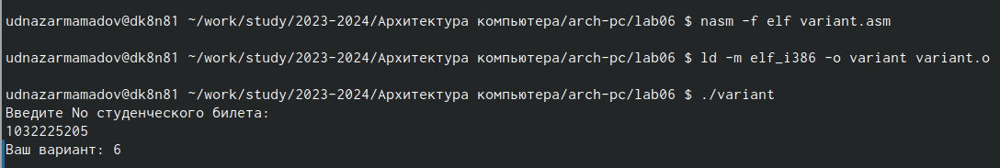 udnazarmamadov@dk8n81 ~/work/study/2023-2024/Архитектура компьютера/arch-pc/lab06 $ nasm -f elf variant.asm
udnazarmamadov@dk8n81 ~/work/study/2023-2024/Архитектура компьютера/arch-pc/lab06 $ ld -m elf_i386 -o variant variant.o
udnazarmamadov@dk8n81 ~/work/study/2023-2024/Архитектура компьютера/arch-pc/lab06 $ ./variant
Введите No студенческого билета:
1032225205
Ваш вариант: 6